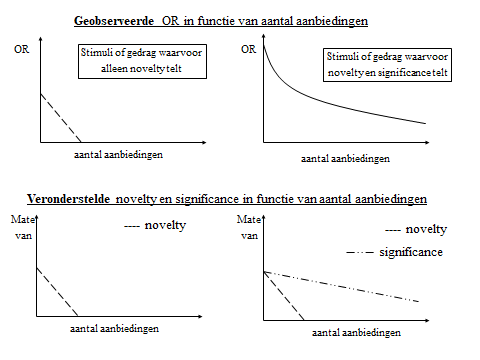 Geobserveerde OR in functie van aantal aanbiedingen
OR
Stimuli of gedrag waarvoor
alleen novelty telt
aantal aanbiedingen
OR
Stimuli of gedrag waarvoor
novelty en significance telt
aantal aanbiedingen
Veronderstelde novelty en significance in functie van aantal aanbiedingen
Mate
van
---- novelty
aantal aanbiedingen
Mate
van
---- novelty
significance
aantal aanbiedingen